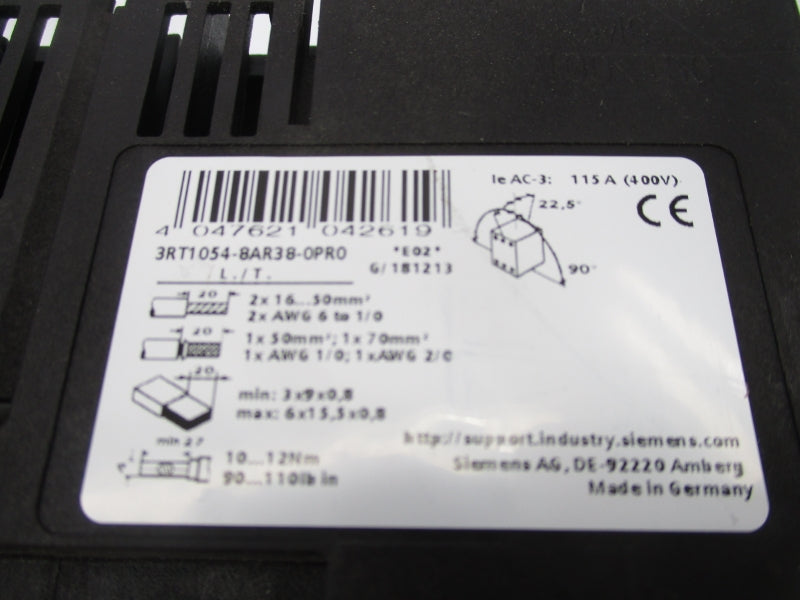 Ie AC-3: 115 A (400V)
4 047621 042619
22,5°
CE
3RT1054-8AR38-0PR0
*E02*
G/181213
90°
L./T.
20
2x 16...50mm²
2x AWG 6 to 1/0
20
1x 50mm²; 1x 70mm²
1x AWG 1/0; 1xAWG 2/0
20
min: 3x9x0,8
max: 6x15,5x0,8
min 27
10...12Nm
90...110lb in
http://support.industry.siemens.com
Siemens AG, DE-92220 Amberg
Made in Germany